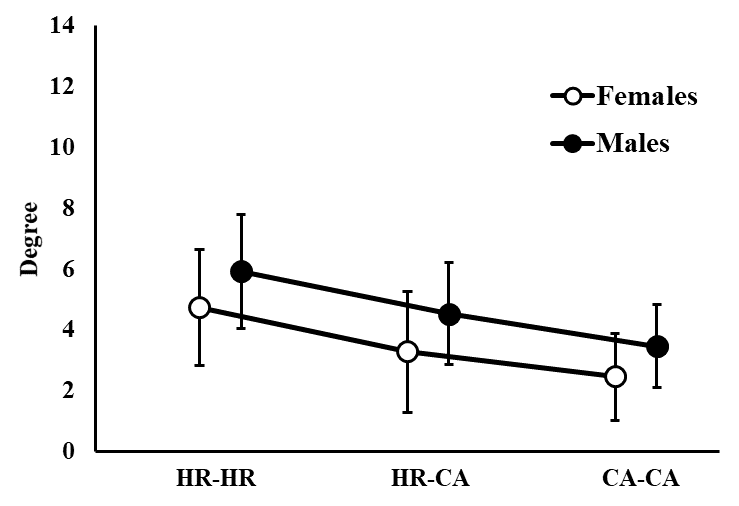 14
12
10
8
6
4
2
0
Degree
Females
Males
HR-HR
HR-CA
CA-CA